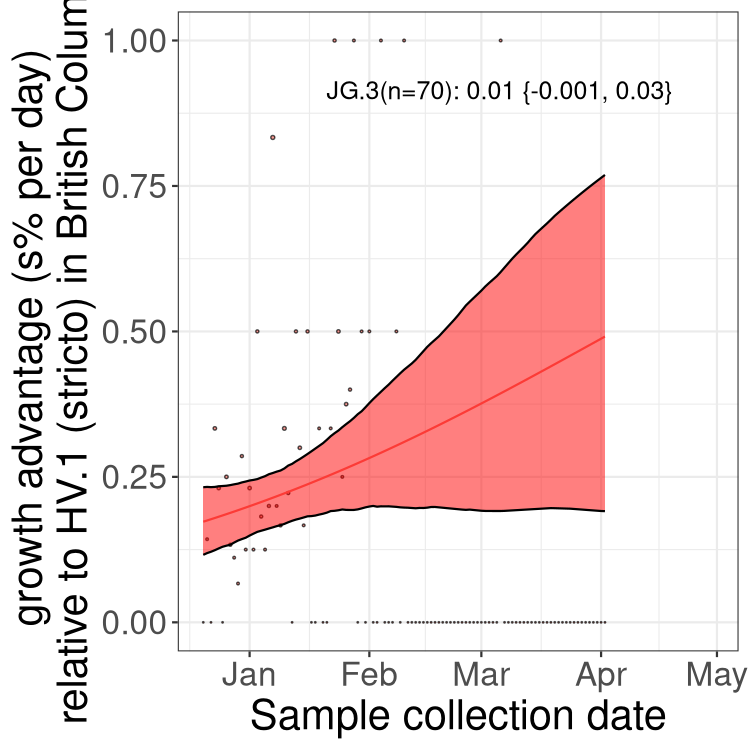 growth advantage (s% per day)
relative to HV.1 (stricto) in British Colum
1.00
0.75
0.50
0.25
0.00
JG.3(n=70): 0.01 {-0.001, 0.03}
Jan Feb Mar Apr May
Sample collection date